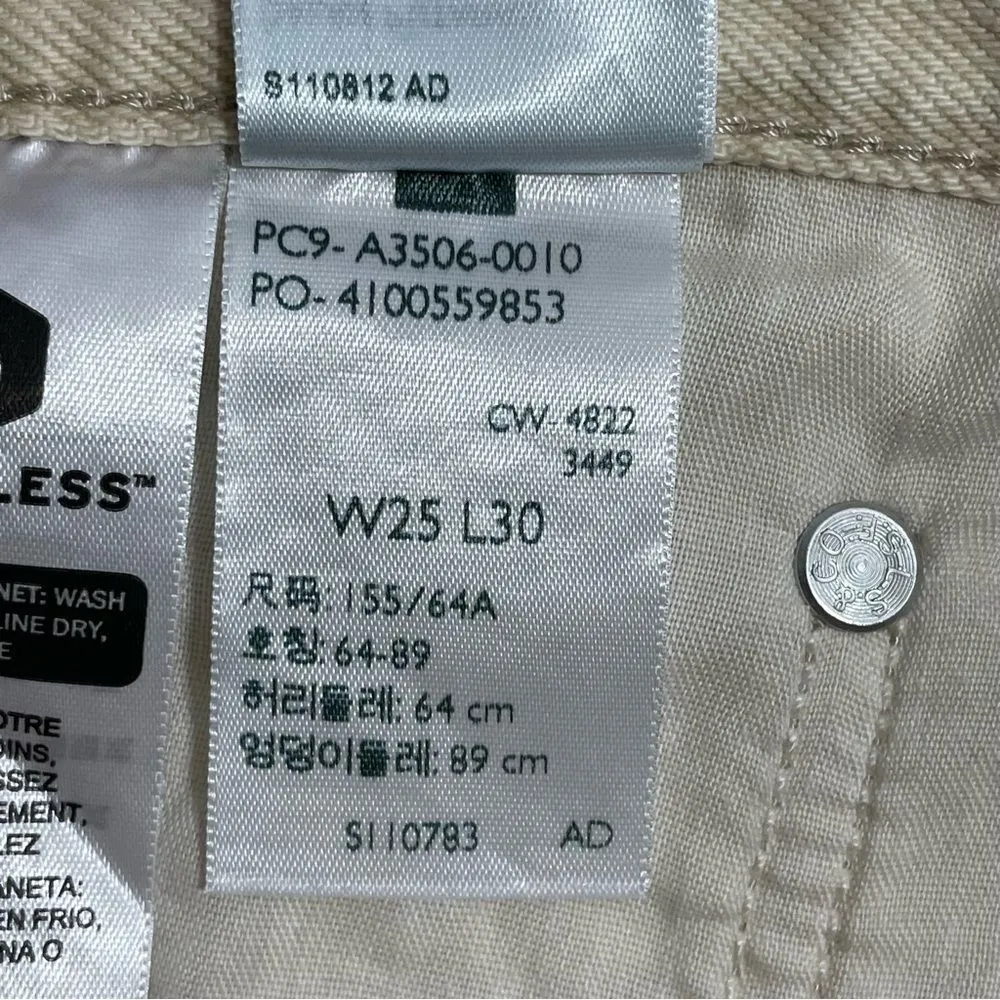 S110812 AD
PC9- A3506-0010
PO- 4100559853
CW- 4822
3449
W25 L30
尺码: 155/64A
호칭: 64-89
허리둘레: 64 cm
엉덩이둘레: 89 cm
S110783 AD
LESS™
NET: WASH
LINE DRY,
E
OTRE
OINS,
SSEZ
EMENT,
LEZ
ANETA:
EN FRIO,
NA O
L.S.&CO